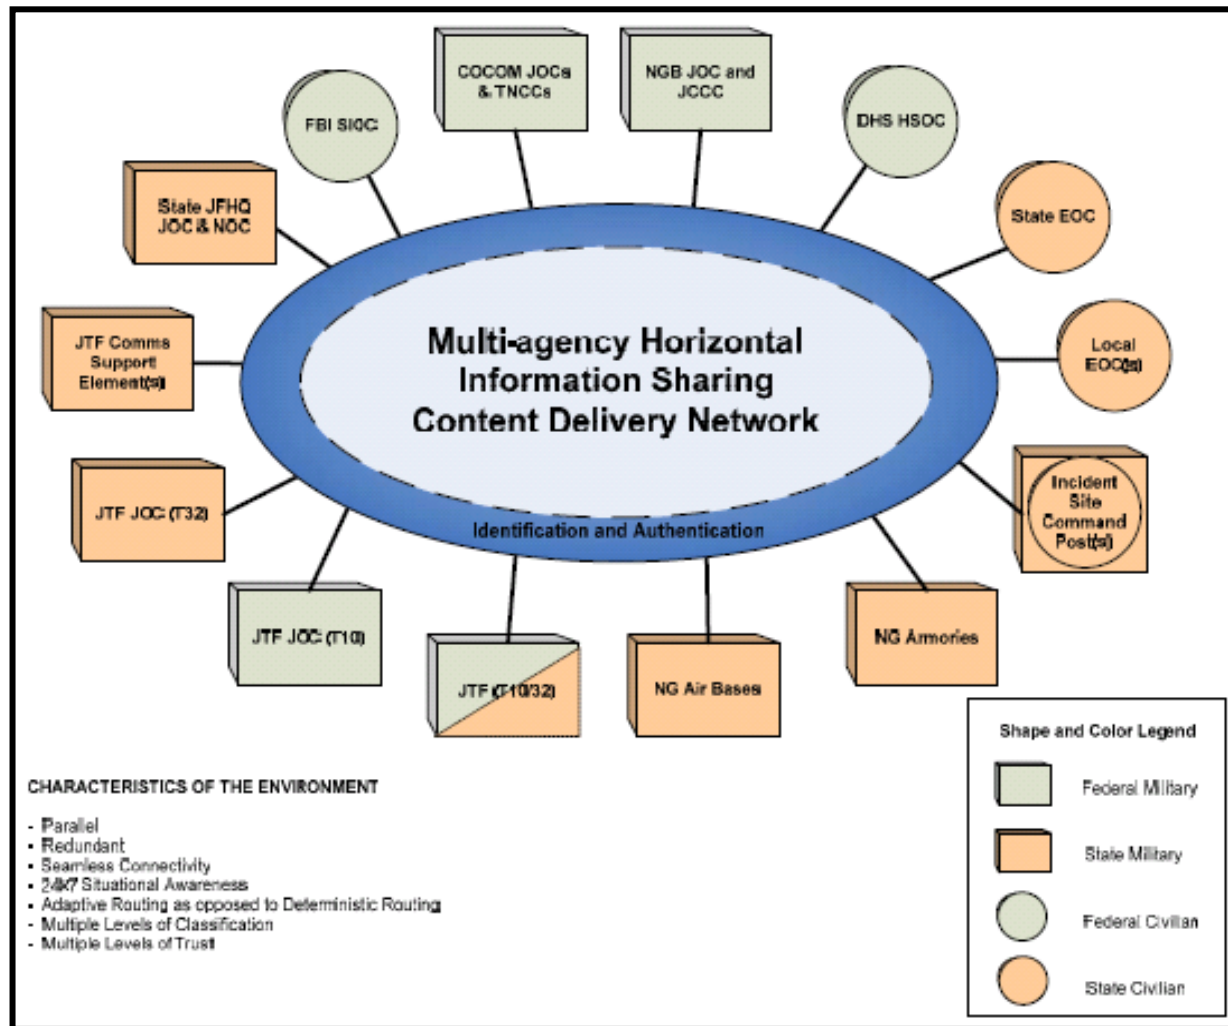 COCOM JOCs
& TNCCs
NGB JOC and
JCCC
FBI SIOC
DHS HSOC
State JFHQ
JOC & NOC
State EOC
JTF Comms
Support
Element(s)
Local
EOC(s)
Multi-agency Horizontal
Information Sharing
Content Delivery Network
JTF JOC (T32)
Incident
Site
Command
Post(s)
Identification and Authentication
JTF JOC (T10)
JTF (T10/32)
NG Air Bases
NG Armories
CHARACTERISTICS OF THE ENVIRONMENT
- Parallel
- Redundant
- Seamless Connectivity
- 24x7 Situational Awareness
- Adaptive Routing as opposed to Deterministic Routing
- Multiple Levels of Classification
- Multiple Levels of Trust
Shape and Color Legend
Federal Military
State Military
Federal Civilian
State Civilian